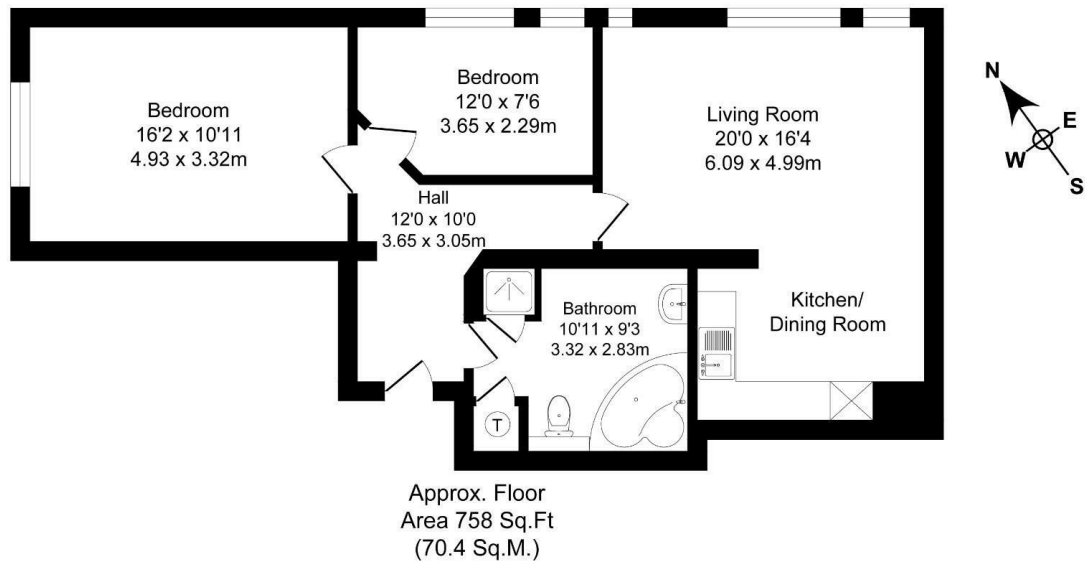 Bedroom
16'2 x 10'11
4.93 x 3.32m
Bedroom
12'0 x 7'6
3.65 x 2.29m
Living Room
20'0 x 16'4
6.09 x 4.99m
N
E
W
S
Hall
12'0 x 10'0
3.65 x 3.05m
Bathroom
10'11 x 9'3
3.32 x 2.83m
Kitchen/
Dining Room
T
Approx. Floor
Area 758 Sq.Ft
(70.4 Sq.M.)